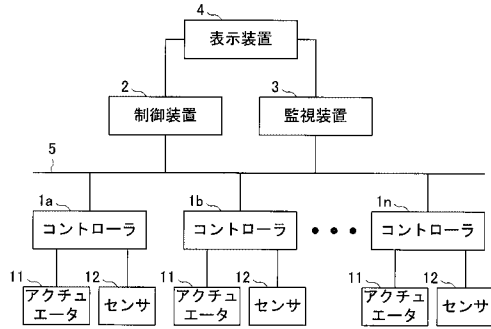 4
表示装置
2
制御装置
3
監視装置
5
1a
コントローラ
1b
コントローラ
1n
コントローラ
11
アクチュ
エータ
12
センサ
11
アクチュ
エータ
12
センサ
11
アクチュ
エータ
12
センサ